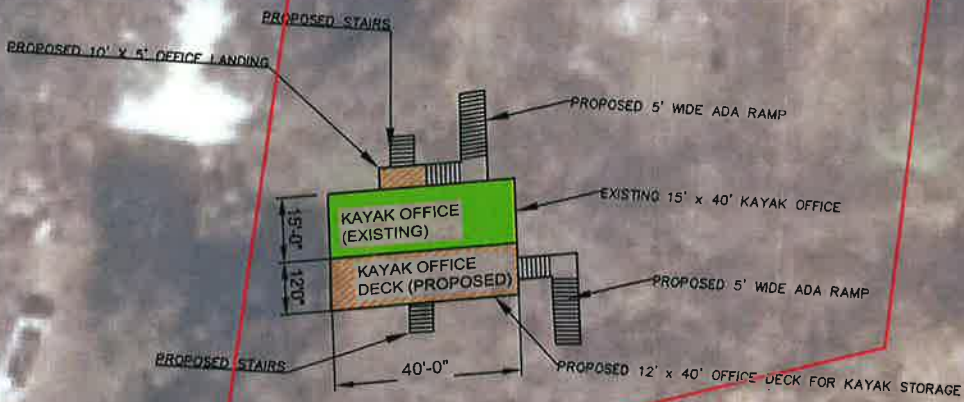 PROPOSED STAIRS
PROPOSED 10' X 5' OFFICE LANDING
PROPOSED 5' WIDE ADA RAMP
EXISTING 15' x 40' KAYAK OFFICE
KAYAK OFFICE
(EXISTING)
15'-0"
KAYAK OFFICE
DECK (PROPOSED)
12'0"
PROPOSED 5' WIDE ADA RAMP
PROPOSED STAIRS
40'-0"
PROPOSED 12' x 40' OFFICE DECK FOR KAYAK STORAGE